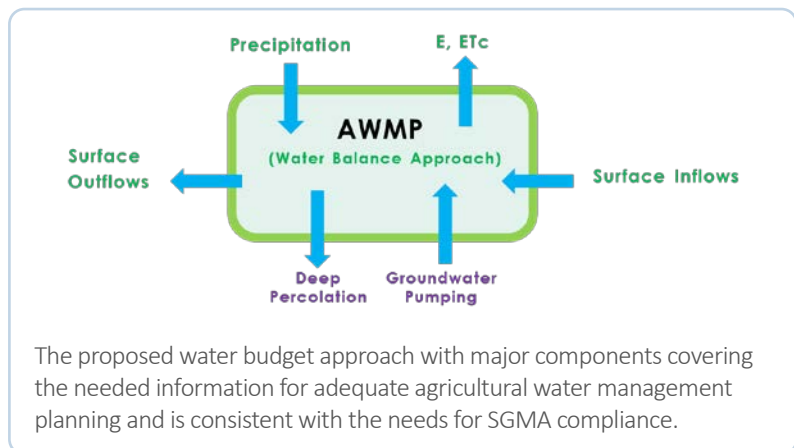 Precipitation
E, ETc
AWMP
(Water Balance Approach)
Surface
Outflows
Surface Inflows
Deep
Percolation
Groundwater
Pumping
The proposed water budget approach with major components covering
the needed information for adequate agricultural water management
planning and is consistent with the needs for SGMA compliance.